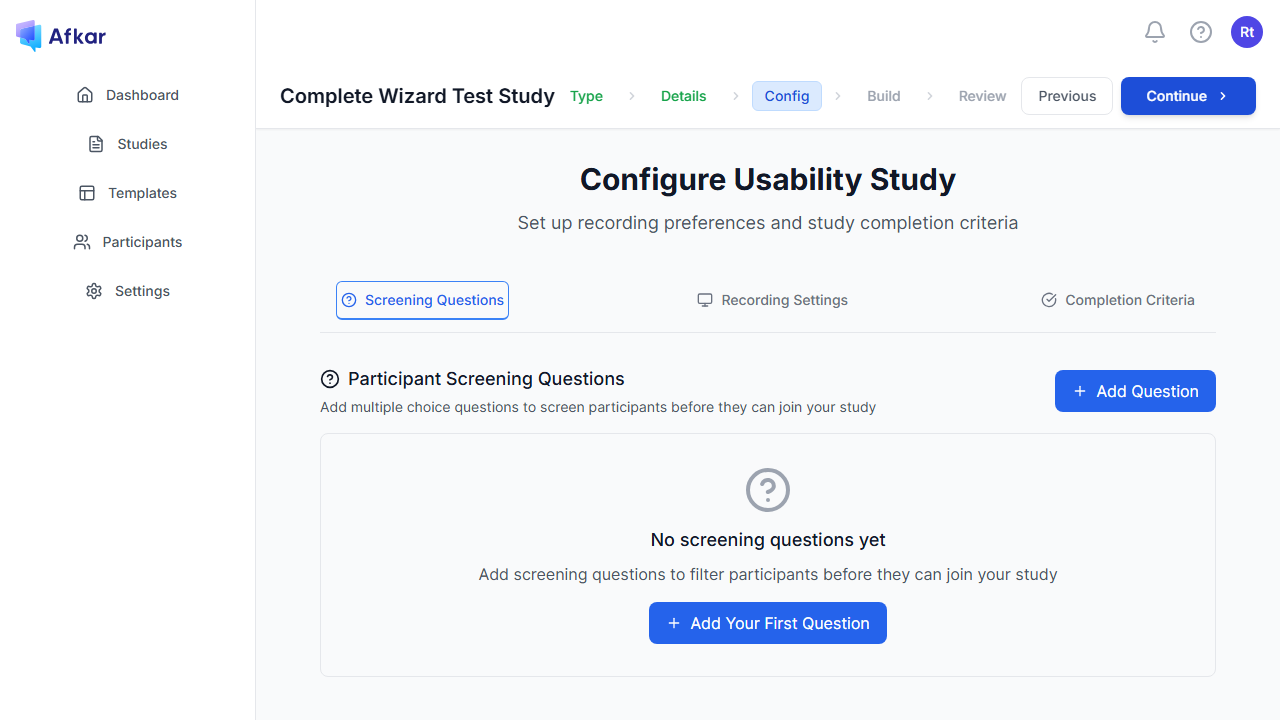 Afkar
Rt
Dashboard
Studies
Templates
Participants
Settings
Complete Wizard Test Study
Type
Details
Config
Build
Review
Previous
Continue
Configure Usability Study
Set up recording preferences and study completion criteria
Screening Questions
Recording Settings
Completion Criteria
Participant Screening Questions
Add multiple choice questions to screen participants before they can join your study
Add Question
No screening questions yet
Add screening questions to filter participants before they can join your study
Add Your First Question